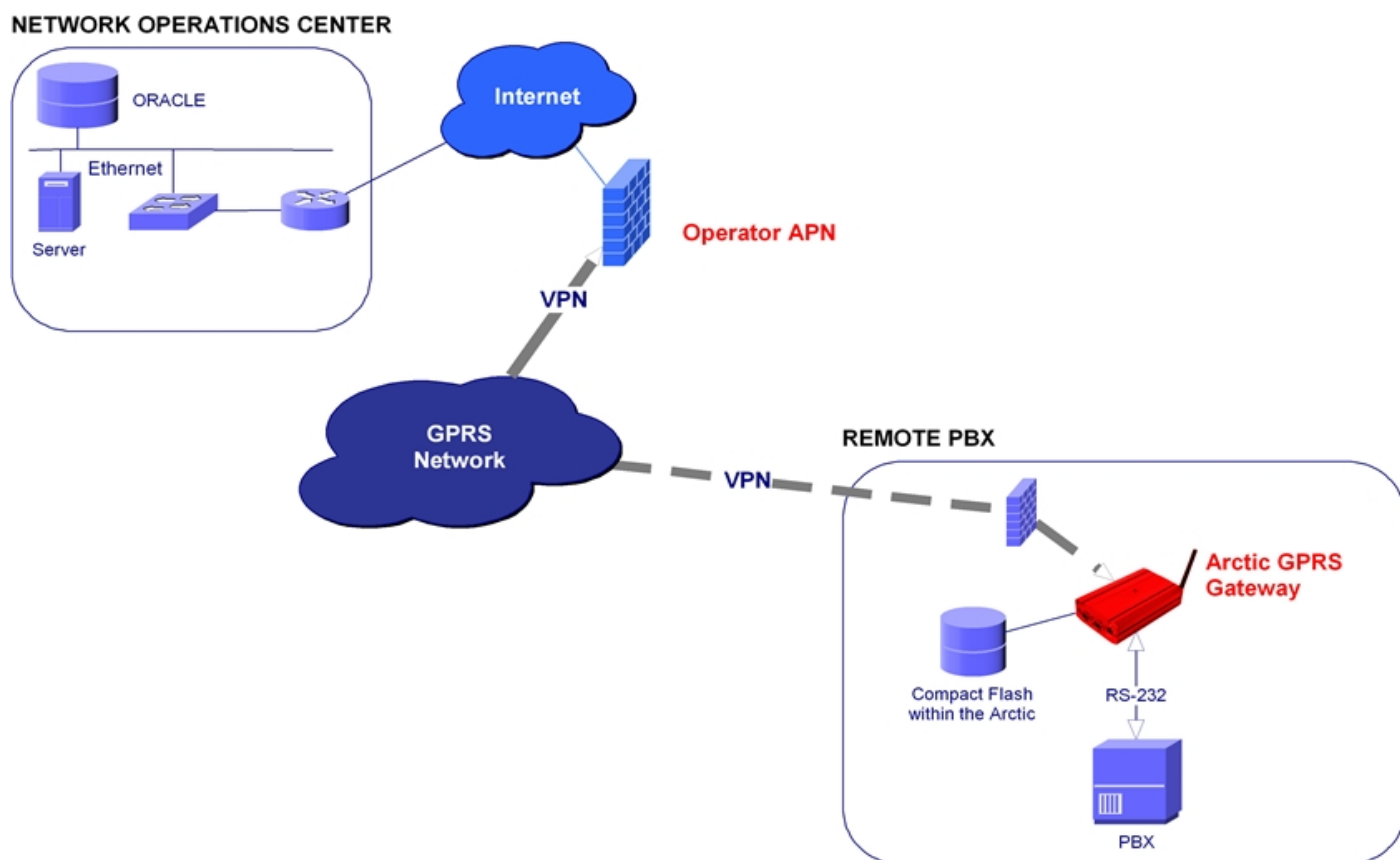 NETWORK OPERATIONS CENTER
ORACLE
Ethernet
Server
Internet
Operator APN
VPN
GPRS
Network
VPN
REMOTE PBX
Arctic GPRS
Gateway
Compact Flash
within the Arctic
RS-232
PBX